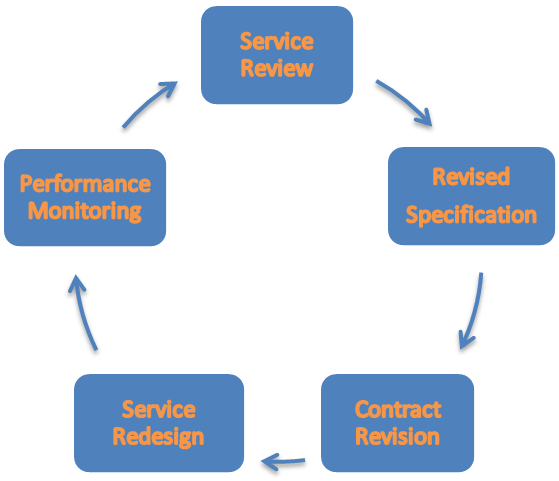 Service
Review
Revised
Specification
Contract
Revision
Service
Redesign
Performance
Monitoring